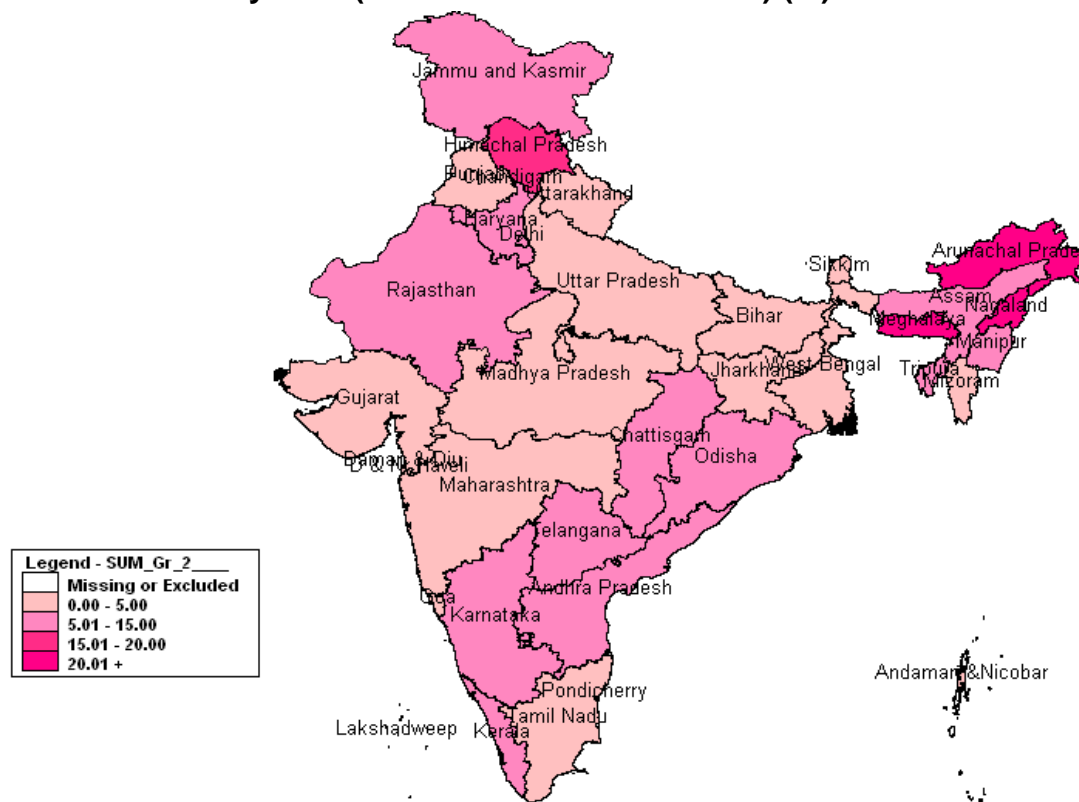 Jammu and Kasmir
Himachal Pradesh
Punjab
Chandigarh
Uttarakhand
Haryana
Delhi
Rajasthan
Uttar Pradesh
Bihar
Sikkim
Arunachal Prade
Assam
Nagaland
Meghalaya
Manipur
Tripura
Mizoram
West Bengal
Jharkhand
Madhya Pradesh
Gujarat
Chattisgarh
Odisha
Daman & Diu
D & N. Haveli
Maharashtra
Telangana
Andhra Pradesh
Goa
Karnataka
Pondicherry
Tamil Nadu
Kerala
Lakshadweep
Andaman &Nicobar
Legend - SUM_Gr_2____
Missing or Excluded
0.00 - 5.00
5.01 - 15.00
15.01 - 20.00
20.01 +